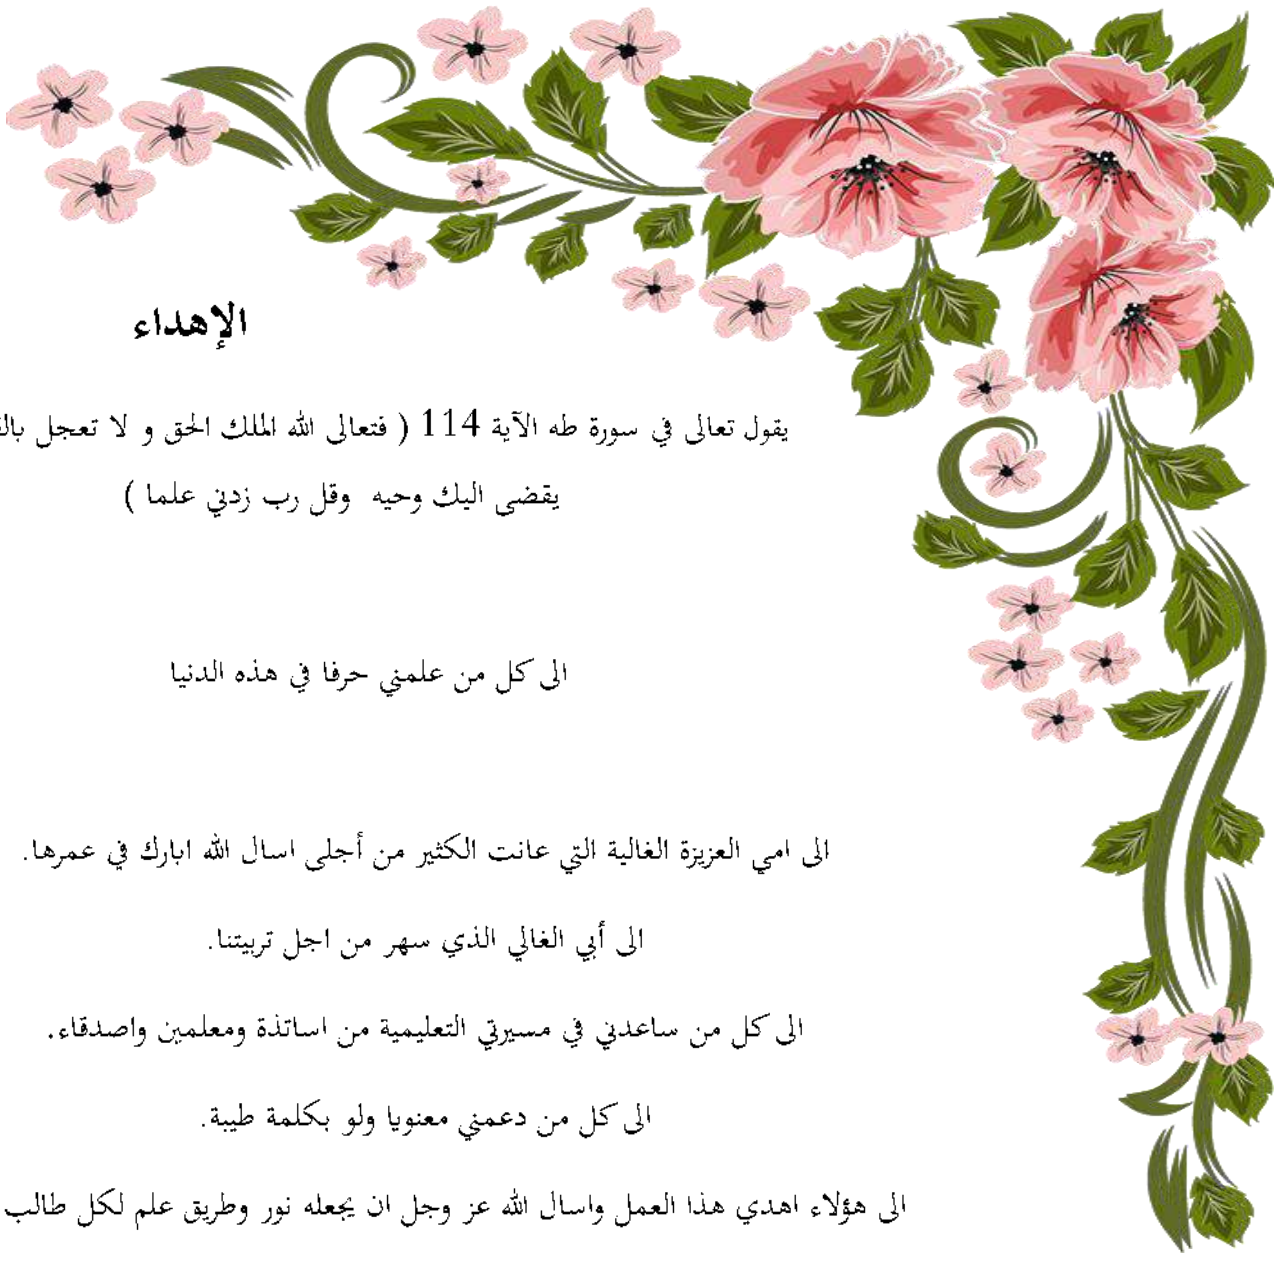 الإهداء
يقول تعالى في سورة طه الآية 114 ( فتعالى الله الملك الحق و لا تعجل
يقضى اليك وحيه وقل رب زدني علما )
الى كل من علمني حرفا في هذه الدنيا
الى امي العزيزة الغالية التي عانت الكثير من أجلى اسال الله ابارك في عمرها.
الى أبي الغالي الذي سهر من اجل تربيتنا.
الى كل من ساعدني في مسيرتي التعليمية من اساتذة ومعلمين واصدقاء.
الى كل من دعمني معنويا ولو بكلمة طيبة.
الى هؤلاء اهدي هذا العمل واسال الله عز وجل ان يجعله نور وطريق علم لكل طالب